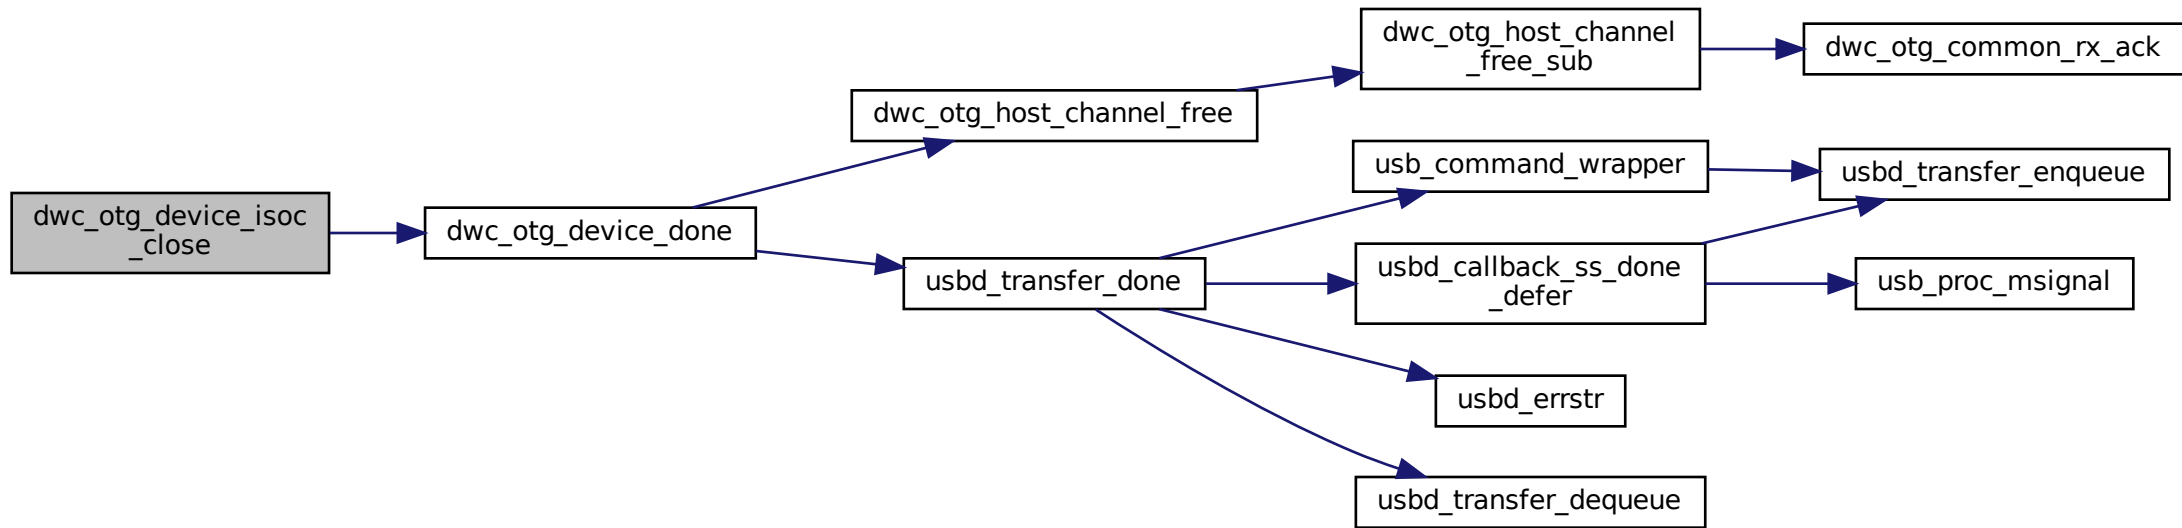 dwc_otg_device_isoc
_close
dwc_otg_device_done
dwc_otg_host_channel_free
usbd_transfer_done
dwc_otg_host_channel
_free_sub
usb_command_wrapper
usbd_callback_ss_done
_defer
usbd_errstr
usbd_transfer_dequeue
dwc_otg_common_rx_ack
usbd_transfer_enqueue
usb_proc_msignal